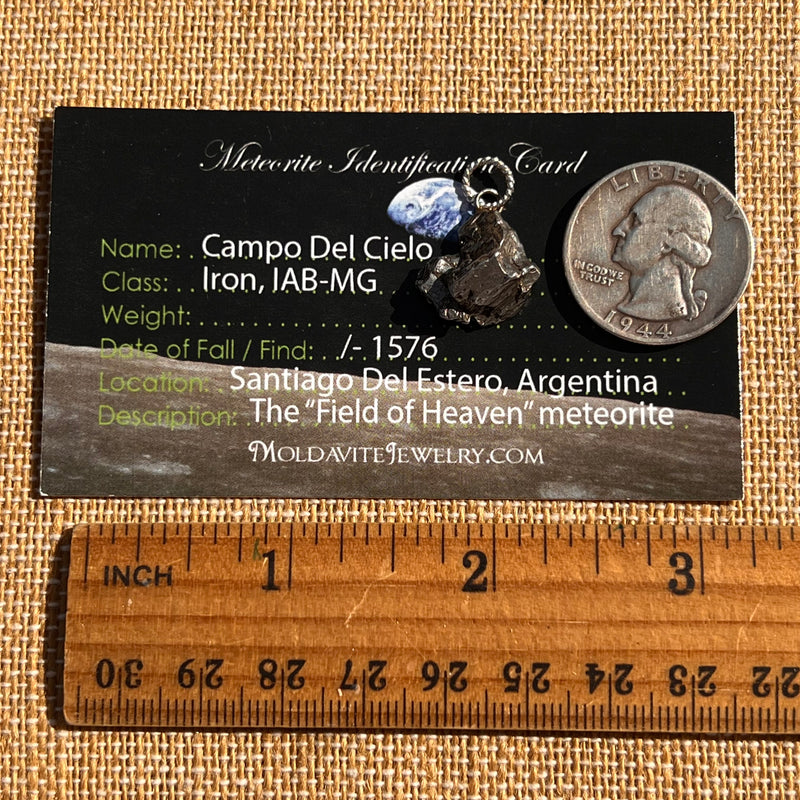 Meteorite Identification Card
Name: . . Campo Del Cielo
Class: . . Iron, IAB-MG
Weight: . . . . . . . . . . . . . . . . . . . . . . . . . . . . . . . . . . .
Date of Fall / Find: . . /- 1576 . . . . . . . . . . . . . . . . .
Location: Santiago Del Estero, Argentina . .
Description: The “Field of Heaven” meteorite .
MOLDAVITEJEWELRY.COM
LIBERTY
IN GOD WE
TRUST
1944
INCH 1 2 3
30 29 28 27 26 25 24 23 22